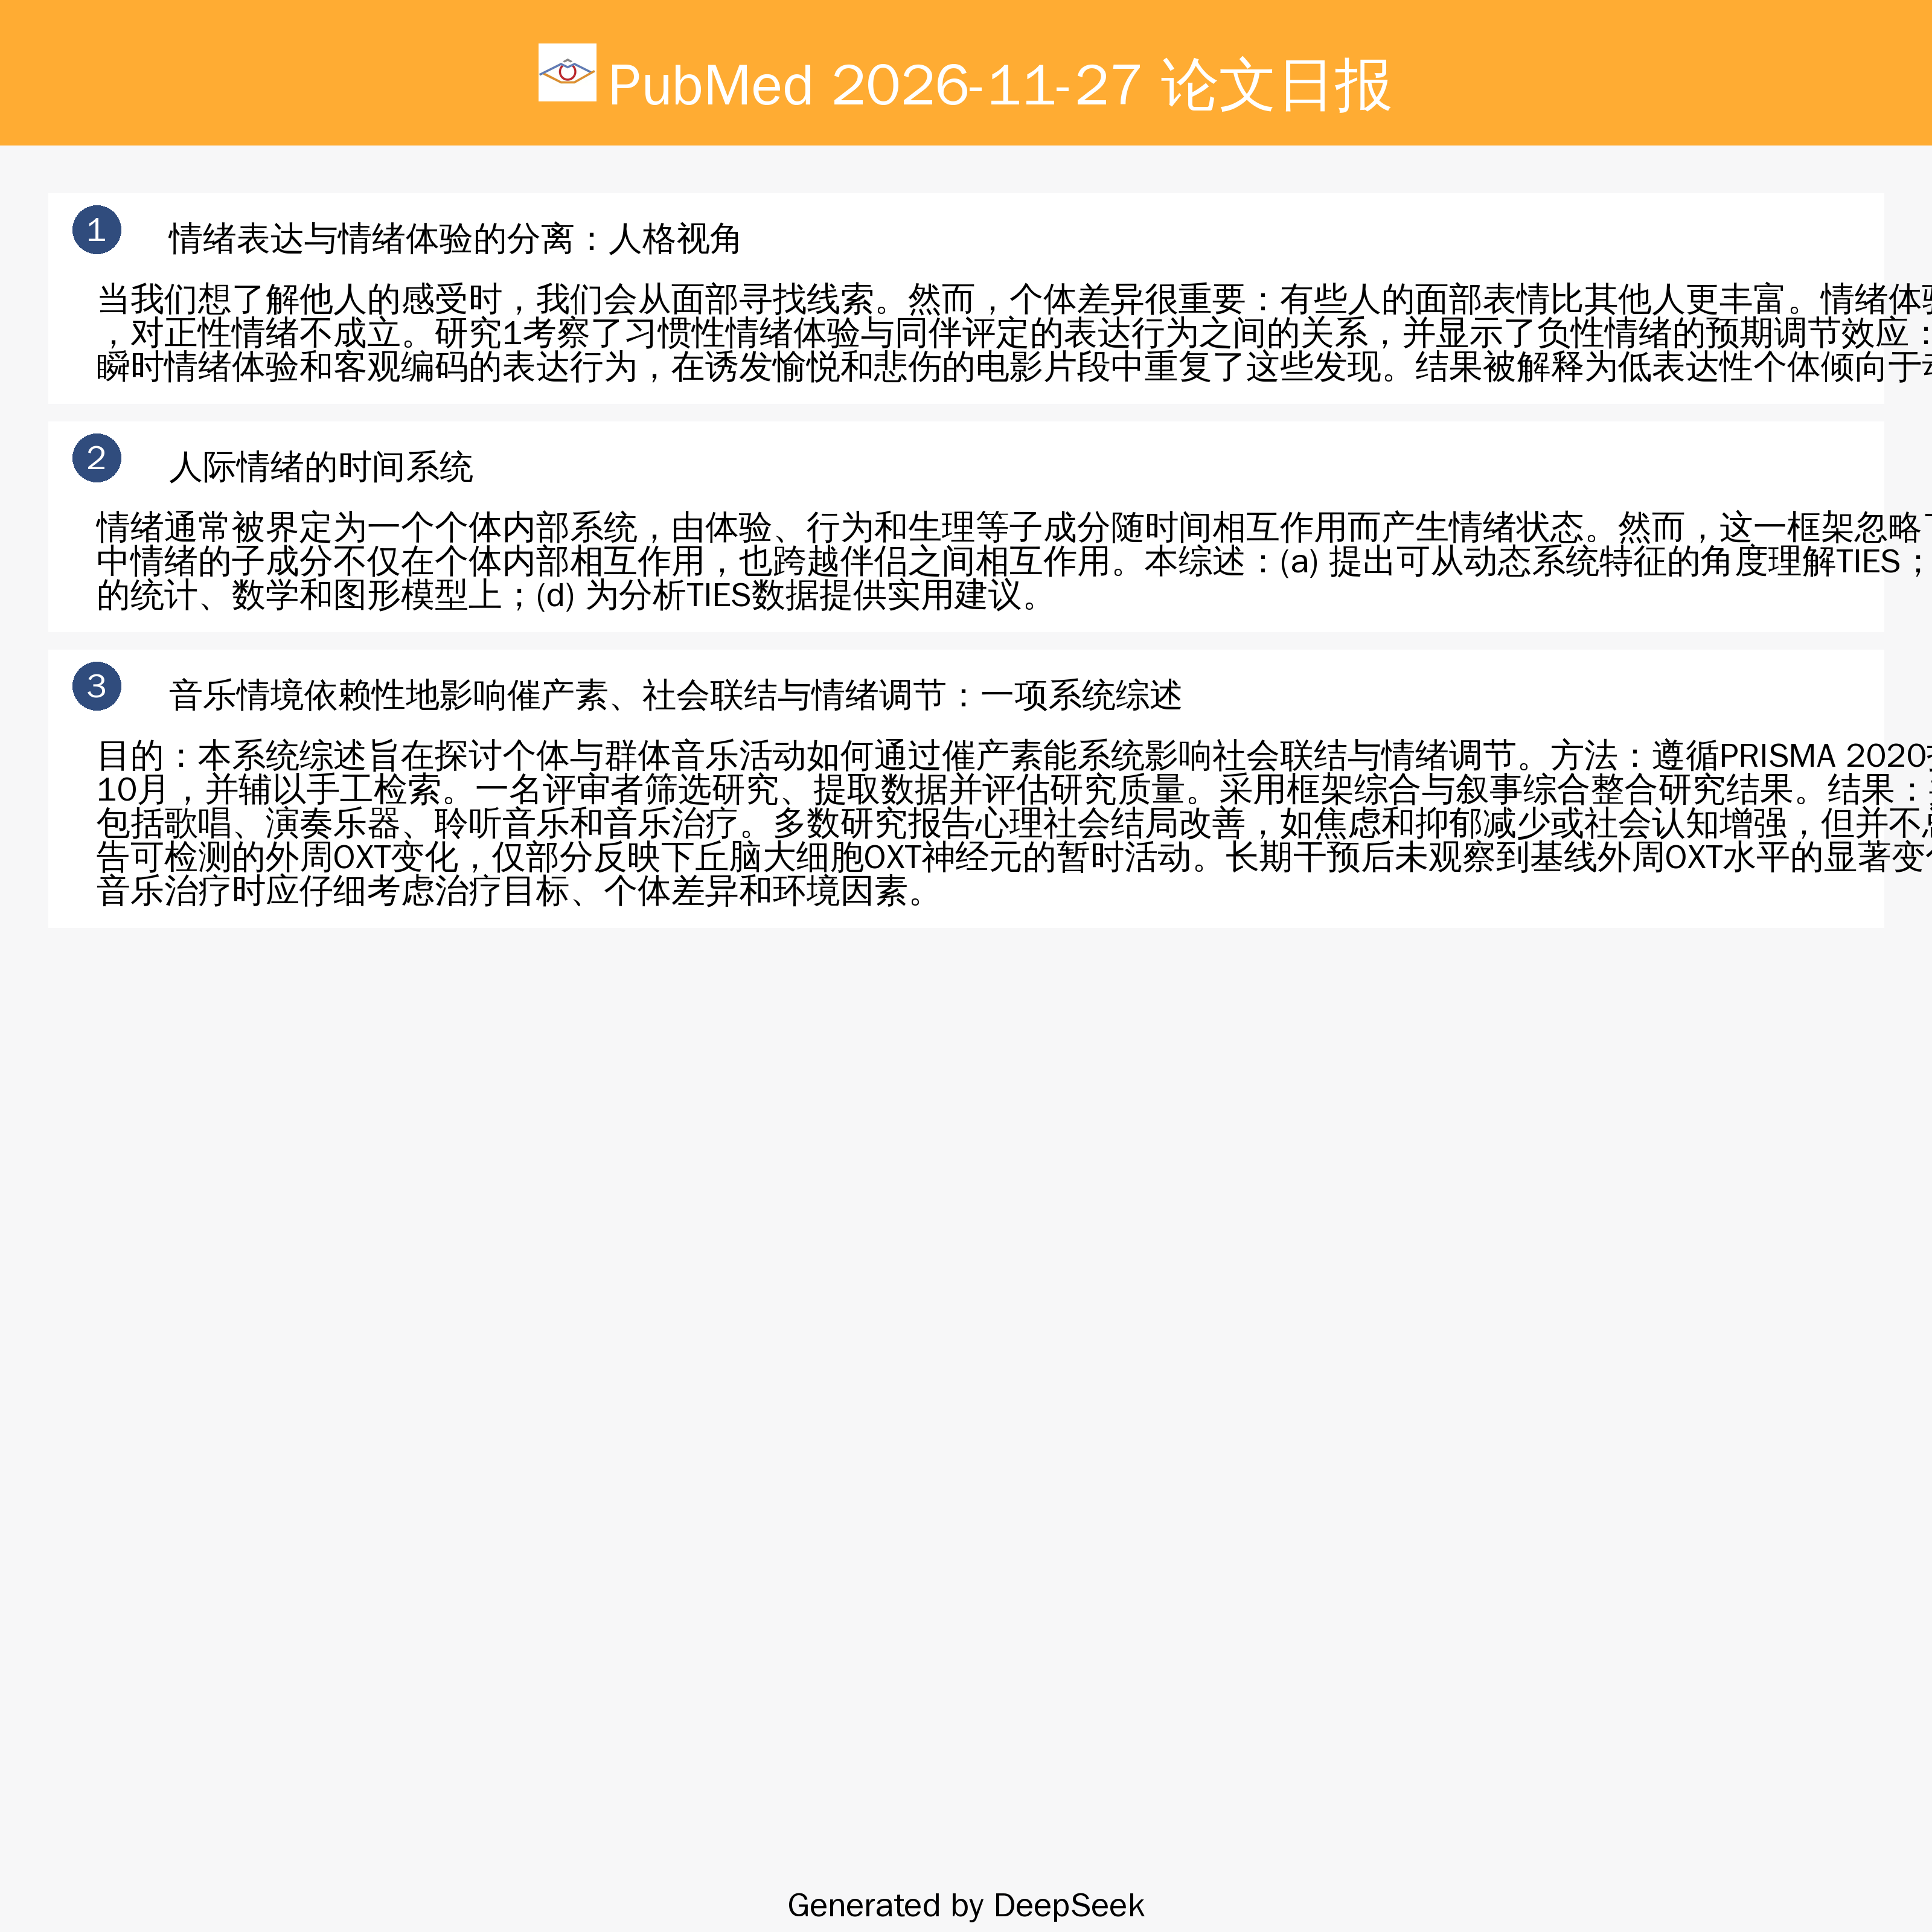 PubMed 2026-11-27 论文日报
1
情绪表达与情绪体验的分离：人格视角
当我们想了解他人的感受时，我们会从面部寻找线索。然而，个体差异很重要：有些人的面部表情比其他人更丰富。情绪体
，对正性情绪不成立。研究1考察了习惯性情绪体验与同伴评定的表达行为之间的关系，并显示了负性情绪的预期调节效应：
瞬时情绪体验和客观编码的表达行为，在诱发愉悦和悲伤的电影片段中重复了这些发现。结果被解释为低表达性个体倾向于
2
人际情绪的时间系统
情绪通常被界定为一个个体内部系统，由体验、行为和生理等子成分随时间相互作用而产生情绪状态。然而，这一框架忽略
中情绪的子成分不仅在个体内部相互作用，也跨越伴侣之间相互作用。本综述：(a) 提出可从动态系统特征的角度理解TIES；
的统计、数学和图形模型上；(d) 为分析TIES数据提供实用建议。
3
音乐情境依赖性地影响催产素、社会联结与情绪调节：一项系统综述
目的：本系统综述旨在探讨个体与群体音乐活动如何通过催产素能系统影响社会联结与情绪调节。方法：遵循PRISMA 2020
10月，并辅以手工检索。一名评审者筛选研究、提取数据并评估研究质量。采用框架综合与叙事综合整合研究结果。结果：
包括歌唱、演奏乐器、聆听音乐和音乐治疗。多数研究报告心理社会结局改善，如焦虑和抑郁减少或社会认知增强，但并不
告可检测的外周OXT变化，仅部分反映下丘脑大细胞OXT神经元的暂时活动。长期干预后未观察到基线外周OXT水平的显著变
音乐治疗时应仔细考虑治疗目标、个体差异和环境因素。
Generated by DeepSeek